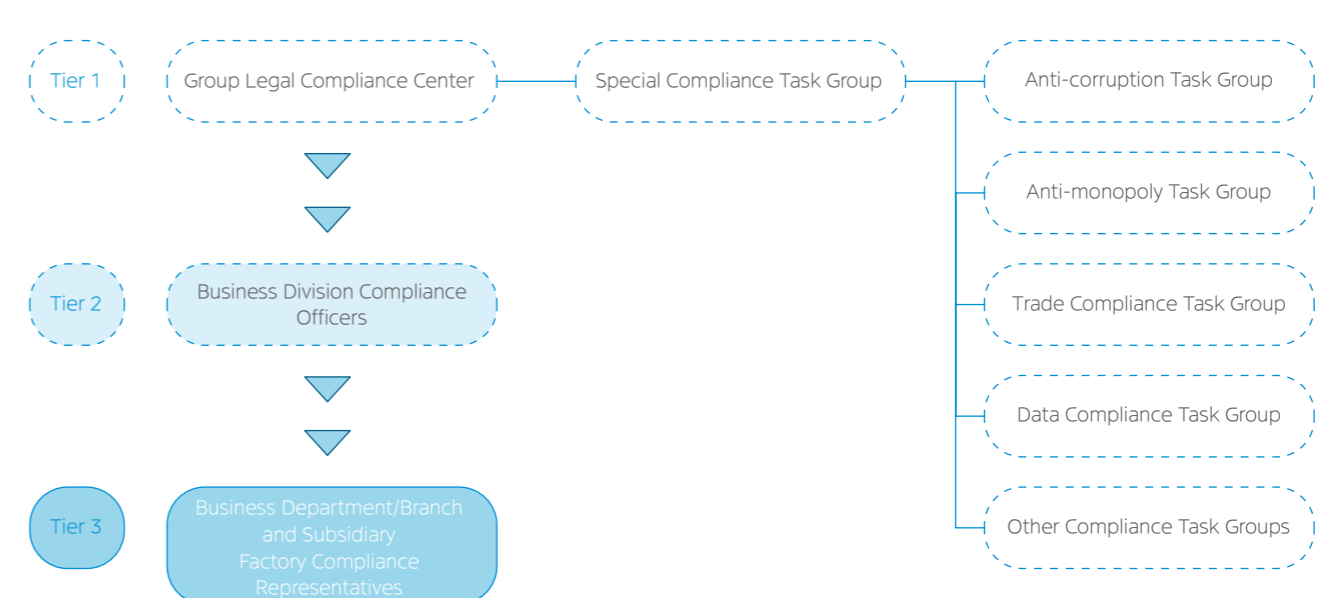 Tier 1
Group Legal Compliance Center
Special Compliance Task Group
Anti-corruption Task Group
Anti-monopoly Task Group
Tier 2
Business Division Compliance
Officers
Trade Compliance Task Group
Data Compliance Task Group
Tier 3
Business Department/Branch
and Subsidiary
Factory Compliance
Representatives
Other Compliance Task Groups